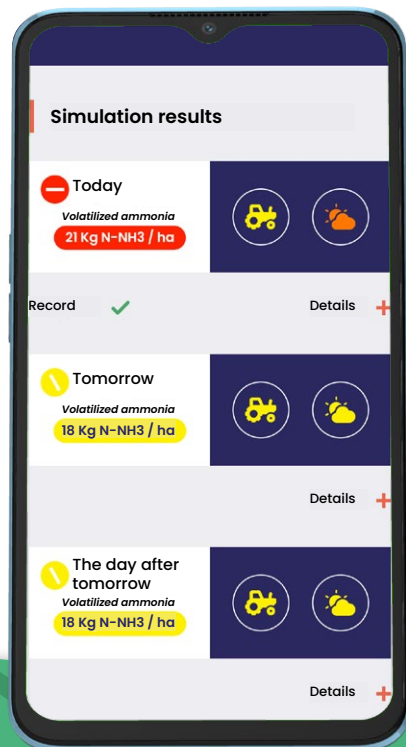 Simulation results
Today
Volatilized ammonia
21 Kg N-NH3 / ha
Record
Details
Tomorrow
Volatilized ammonia
18 Kg N-NH3 / ha
Details
The day after
tomorrow
Volatilized ammonia
18 Kg N-NH3 / ha
Details